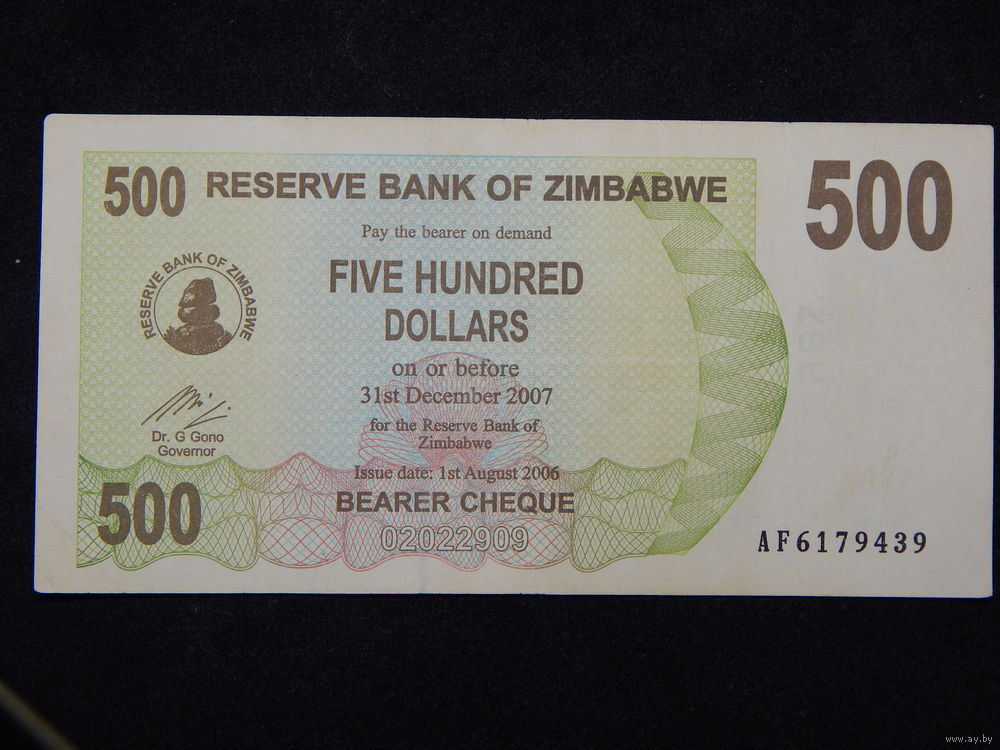 500 RESERVE BANK OF ZIMBABWE 500
Pay the bearer on demand
FIVE HUNDRED
DOLLARS
RESERVE BANK OF ZIMBABWE
on or before
31st December 2007
for the Reserve Bank of
Zimbabwe
Dr. G Gono
Governor
Issue date: 1st August 2006
500 BEARER CHEQUE
02022909
AF6179439
RBZ
www.ay.by